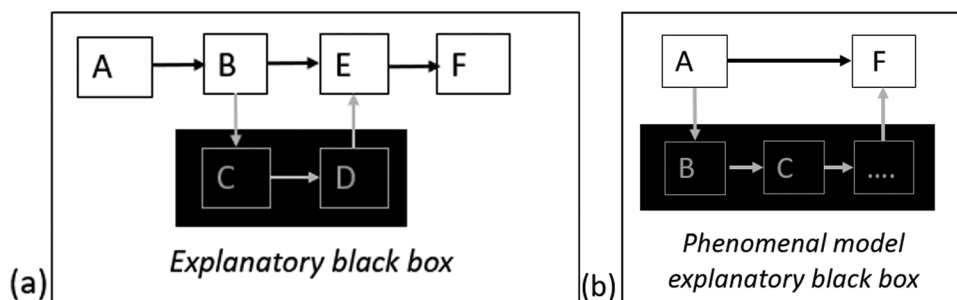 A B E F
C D
Explanatory black box
(a)
A F
B C ....
Phenomenal model
explanatory black box
(b)